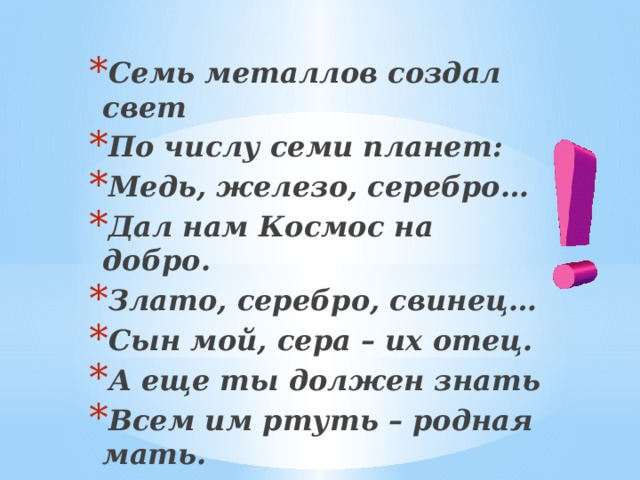 * Семь металлов создал
свет
* По числу семи планет:
* Медь, железо, серебро…
* Дал нам Космос на
добро.
* Злато, серебро, свинец…
* Сын мой, сера – их отец.
* А еще ты должен знать
* Всем им ртуть – родная
мать.
!